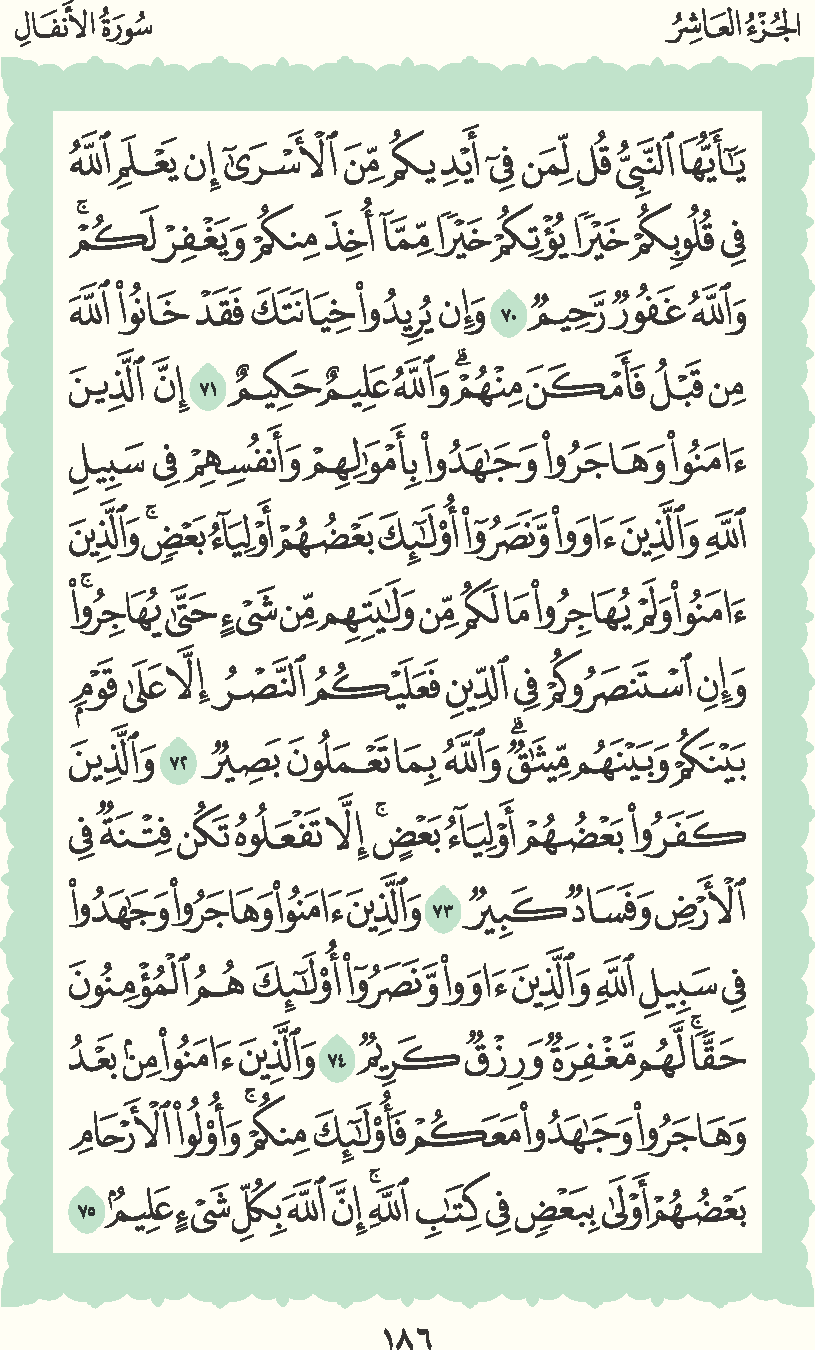 الجُزْءُ العَاشِرُ
سُورَةُ الأَنفَالِ
يَـٰٓأَيُّهَا ٱلنَّبِىُّ قُل لِّمَن فِىٓ أَيْدِيكُم مِّنَ ٱلْأَسْرَىٰٓ إِن يَعْلَمِ ٱللَّهُ
فِى قُلُوبِكُمْ خَيْرًا يُؤْتِكُمْ خَيْرًا مِّمَّآ أُخِذَ مِنكُمْ وَيَغْفِرْ لَكُمْ ۚ
وَٱللَّهُ غَفُورٌ رَّحِيمٌ ٧٠ وَإِن يُرِيدُوا۟ خِيَانَتَكَ فَقَدْ خَانُوا۟ ٱللَّهَ
مِن قَبْلُ فَأَمْكَنَ مِنْهُمْ ۗ وَٱللَّهُ عَلِيمٌ حَكِيمٌ ٧١ إِنَّ ٱلَّذِينَ
ءَامَنُوا۟ وَهَاجَرُوا۟ وَجَـٰهَدُوا۟ بِأَمْوَٰلِهِمْ وَأَنفُسِهِمْ فِى سَبِيلِ
ٱللَّهِ وَٱلَّذِينَ ءَاوَوا۟ وَّنَصَرُوٓا۟ أُو۟لَـٰٓئِكَ بَعْضُهُمْ أَوْلِيَآءُ بَعْضٍ ۚ وَٱلَّذِينَ
ءَامَنُوا۟ وَلَمْ يُهَاجِرُوا۟ مَا لَكُم مِّن وَلَـٰيَتِهِم مِّن شَىْءٍ حَتَّىٰ يُهَاجِرُوا۟ ۚ
وَإِنِ ٱسْتَنصَرُوكُمْ فِى ٱلدِّينِ فَعَلَيْكُمُ ٱلنَّصْرُ إِلَّا عَلَىٰ قَوْمٍۭ
بَيْنَكُمْ وَبَيْنَهُم مِّيثَـٰقٌ ۗ وَٱللَّهُ بِمَا تَعْمَلُونَ بَصِيرٌ ٧٢ وَٱلَّذِينَ
كَفَرُوا۟ بَعْضُهُمْ أَوْلِيَآءُ بَعْضٍ ۚ إِلَّا تَفْعَلُوهُ تَكُن فِتْنَةٌ فِى
ٱلْأَرْضِ وَفَسَادٌ كَبِيرٌ ٧٣ وَٱلَّذِينَ ءَامَنُوا۟ وَهَاجَرُوا۟ وَجَـٰهَدُوا۟
فِى سَبِيلِ ٱللَّهِ وَٱلَّذِينَ ءَاوَوا۟ وَّنَصَرُوٓا۟ أُو۟لَـٰٓئِكَ هُمُ ٱلْمُؤْمِنُونَ
حَقًّا ۚ لَّهُم مَّغْفِرَةٌ وَرِزْقٌ كَرِيمٌ ٧٤ وَٱلَّذِينَ ءَامَنُوا۟ مِنۢ بَعْدُ
وَهَاجَرُوا۟ وَجَـٰهَدُوا۟ مَعَكُمْ فَأُو۟لَـٰٓئِكَ مِنكُمْ ۚ وَأُو۟لُوا۟ ٱلْأَرْحَامِ
بَعْضُهُمْ أَوْلَىٰ بِبَعْضٍ فِى كِتَـٰبِ ٱللَّهِ ۗ إِنَّ ٱللَّهَ بِكُلِّ شَىْءٍ عَلِيمٌۢ ٧٥
١٨٦